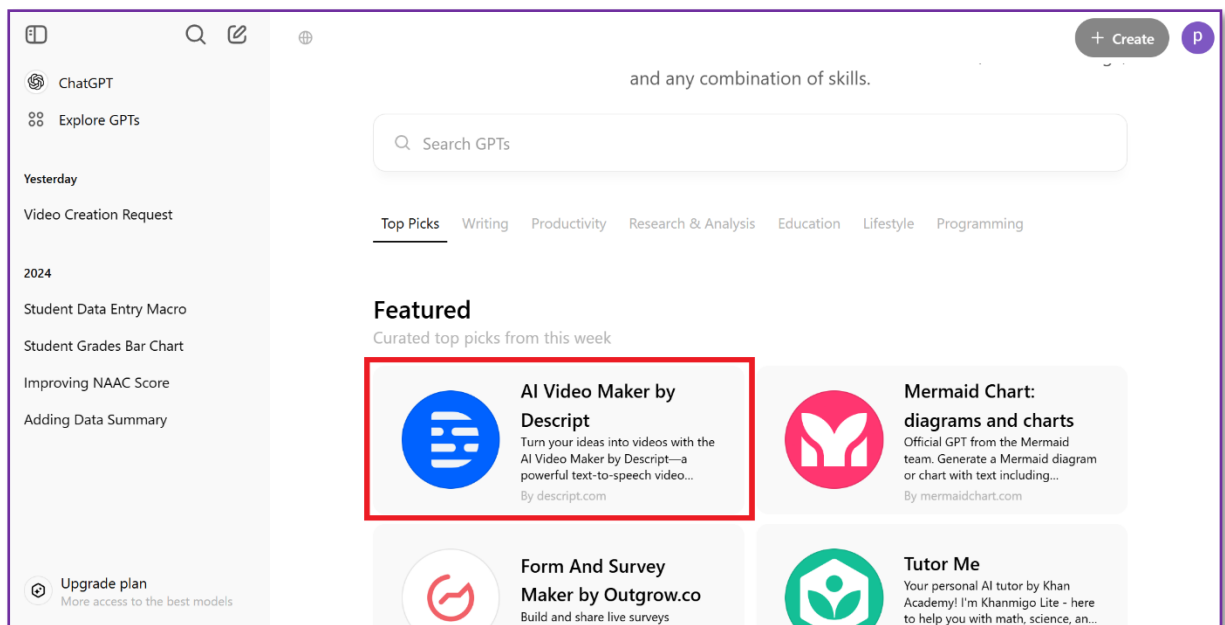 ChatGPT
Explore GPTs
Yesterday
Video Creation Request
2024
Student Data Entry Macro
Student Grades Bar Chart
Improving NAAC Score
Adding Data Summary
Upgrade plan
More access to the best models
+ Create
p
and any combination of skills.
Search GPTs
Top Picks Writing Productivity Research & Analysis Education Lifestyle Programming
Featured
Curated top picks from this week
AI Video Maker by
Descript
Turn your ideas into videos with the
AI Video Maker by Descript—a
powerful text-to-speech video...
By descript.com
Mermaid Chart:
diagrams and charts
Official GPT from the Mermaid
team. Generate a Mermaid diagram
or chart with text including...
By mermaidchart.com
Form And Survey
Maker by Outgrow.co
Build and share live surveys
Tutor Me
Your personal AI tutor by Khan
Academy! I'm Khanmigo Lite - here
to help you with math, science, an...